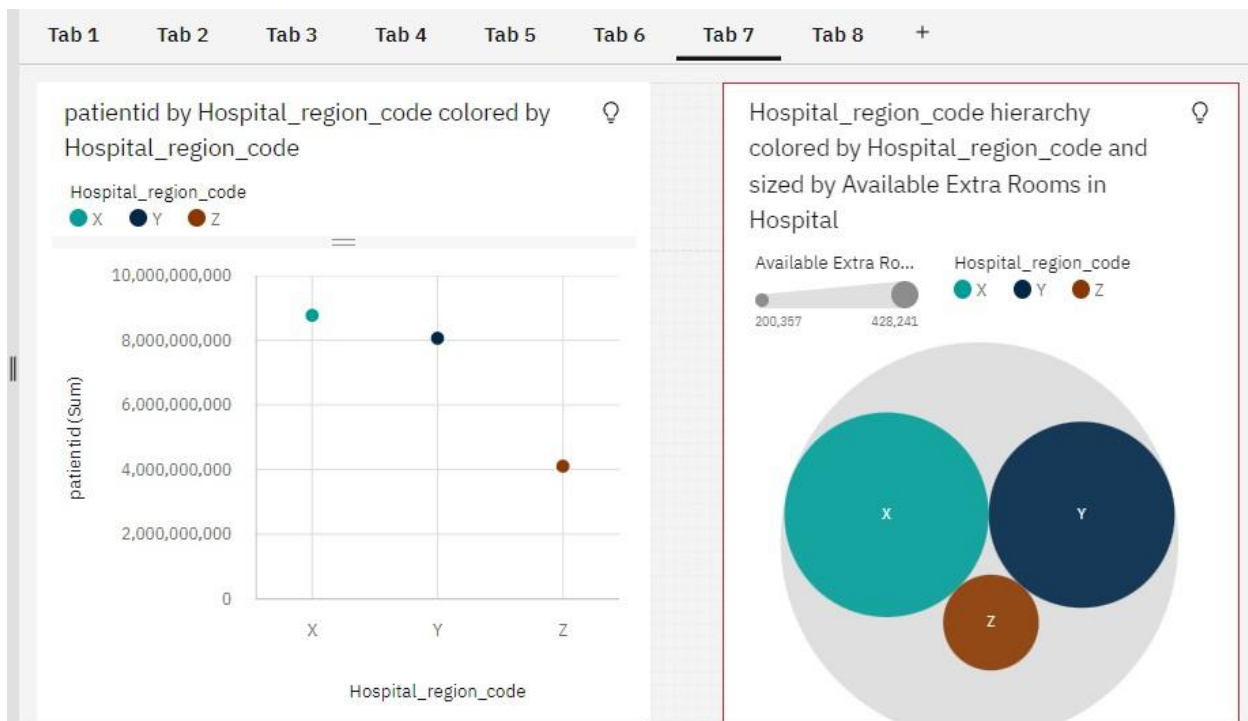 Tab 1 Tab 2 Tab 3 Tab 4 Tab 5 Tab 6 Tab 7 Tab 8 +
patientid by Hospital_region_code colored by
Hospital_region_code
Hospital_region_code
X Y Z
10,000,000,000
8,000,000,000
6,000,000,000
4,000,000,000
2,000,000,000
0
patientid (Sum)
X Y Z
Hospital_region_code
Hospital_region_code hierarchy
colored by Hospital_region_code and
sized by Available Extra Rooms in
Hospital
Available Extra Ro...
200,357 428,241
Hospital_region_code
X Y Z
X
Y
Z